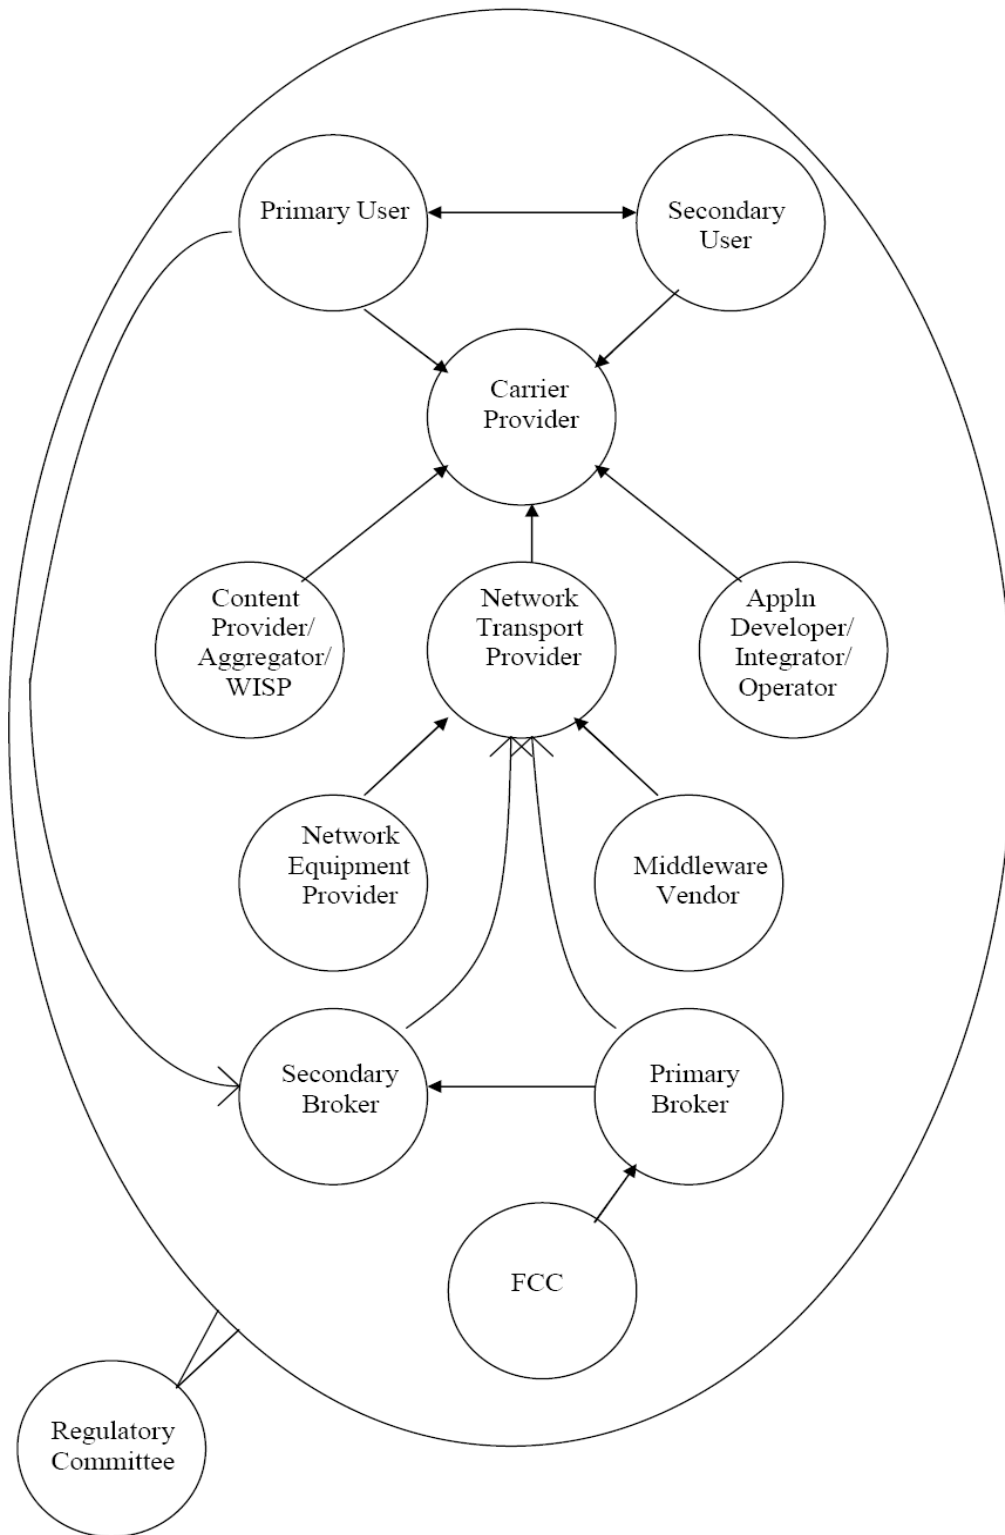 Primary User
Secondary
User
Carrier
Provider
Content
Provider/
Aggregator/
WISP
Network
Transport
Provider
Appln
Developer/
Integrator/
Operator
Network
Equipment
Provider
Middleware
Vendor
Secondary
Broker
Primary
Broker
FCC
Regulatory
Committee